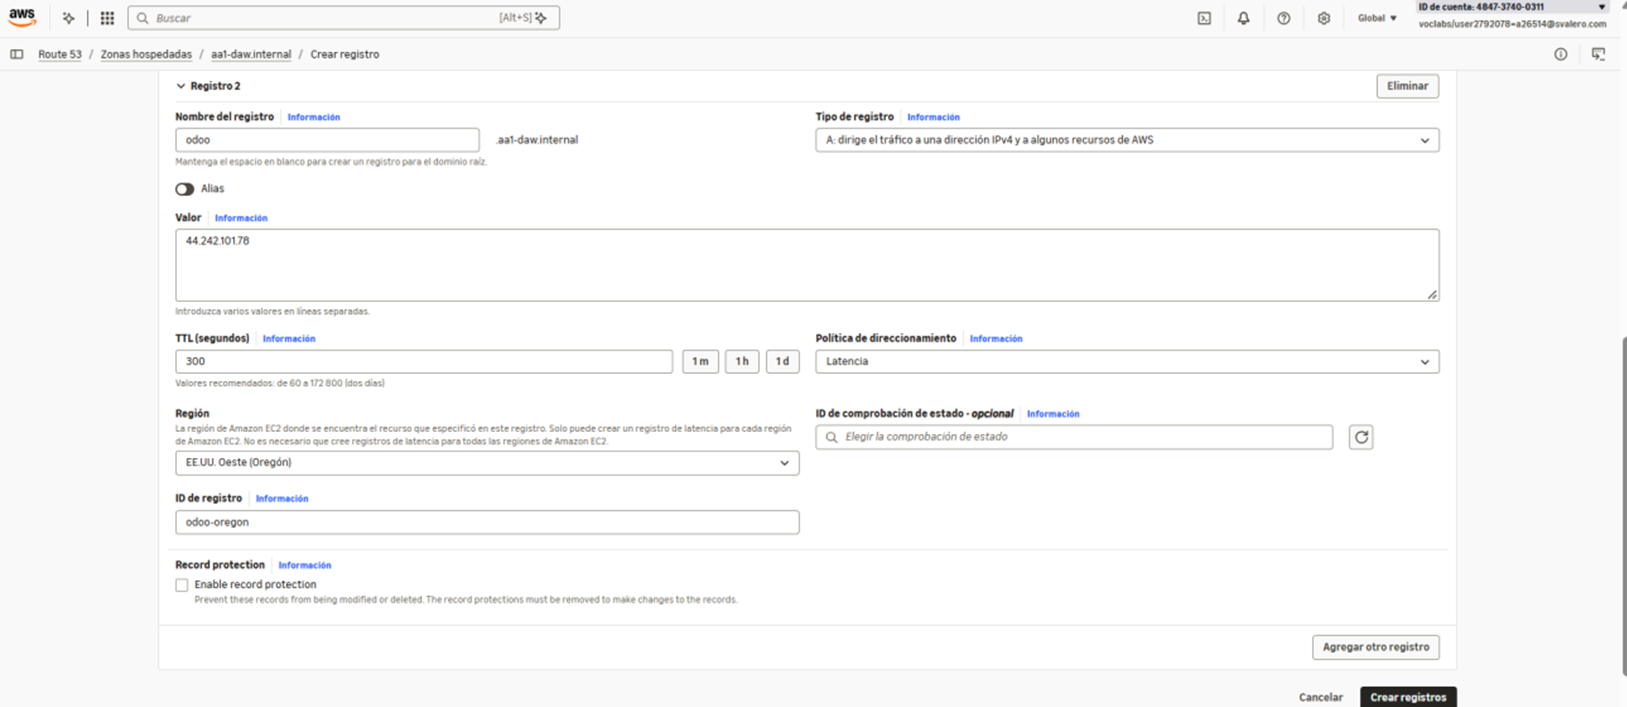 aws
Buscar
[Alt+S]
Global
ID de cuenta: 4847-3740-0311
voclabs/user2792078=a26514@svalero.com
Route 53 / Zonas hospedadas / aa1-daw.internal / Crear registro
Registro 2
Eliminar
Nombre del registro Información
odoo
.aa1-daw.internal
Mantenga el espacio en blanco para crear un registro para el dominio raíz.
Tipo de registro Información
A: dirige el tráfico a una dirección IPv4 y a algunos recursos de AWS
Alias
Valor Información
44.242.101.78
Introduzca varios valores en líneas separadas.
TTL (segundos) Información
300
1 m
1 h
1 d
Valores recomendados: de 60 a 172 800 (dos días)
Política de direccionamiento Información
Latencia
Región
La región de Amazon EC2 donde se encuentra el recurso que especificó en este registro. Solo puede crear un registro de latencia para cada región
de Amazon EC2. No es necesario que cree registros de latencia para todas las regiones de Amazon EC2.
EE.UU. Oeste (Oregón)
ID de comprobación de estado - opcional Información
Elegir la comprobación de estado
ID de registro Información
odoo-oregon
Record protection Información
Enable record protection
Prevent these records from being modified or deleted. The record protections must be removed to make changes to the records.
Agregar otro registro
Cancelar
Crear registros